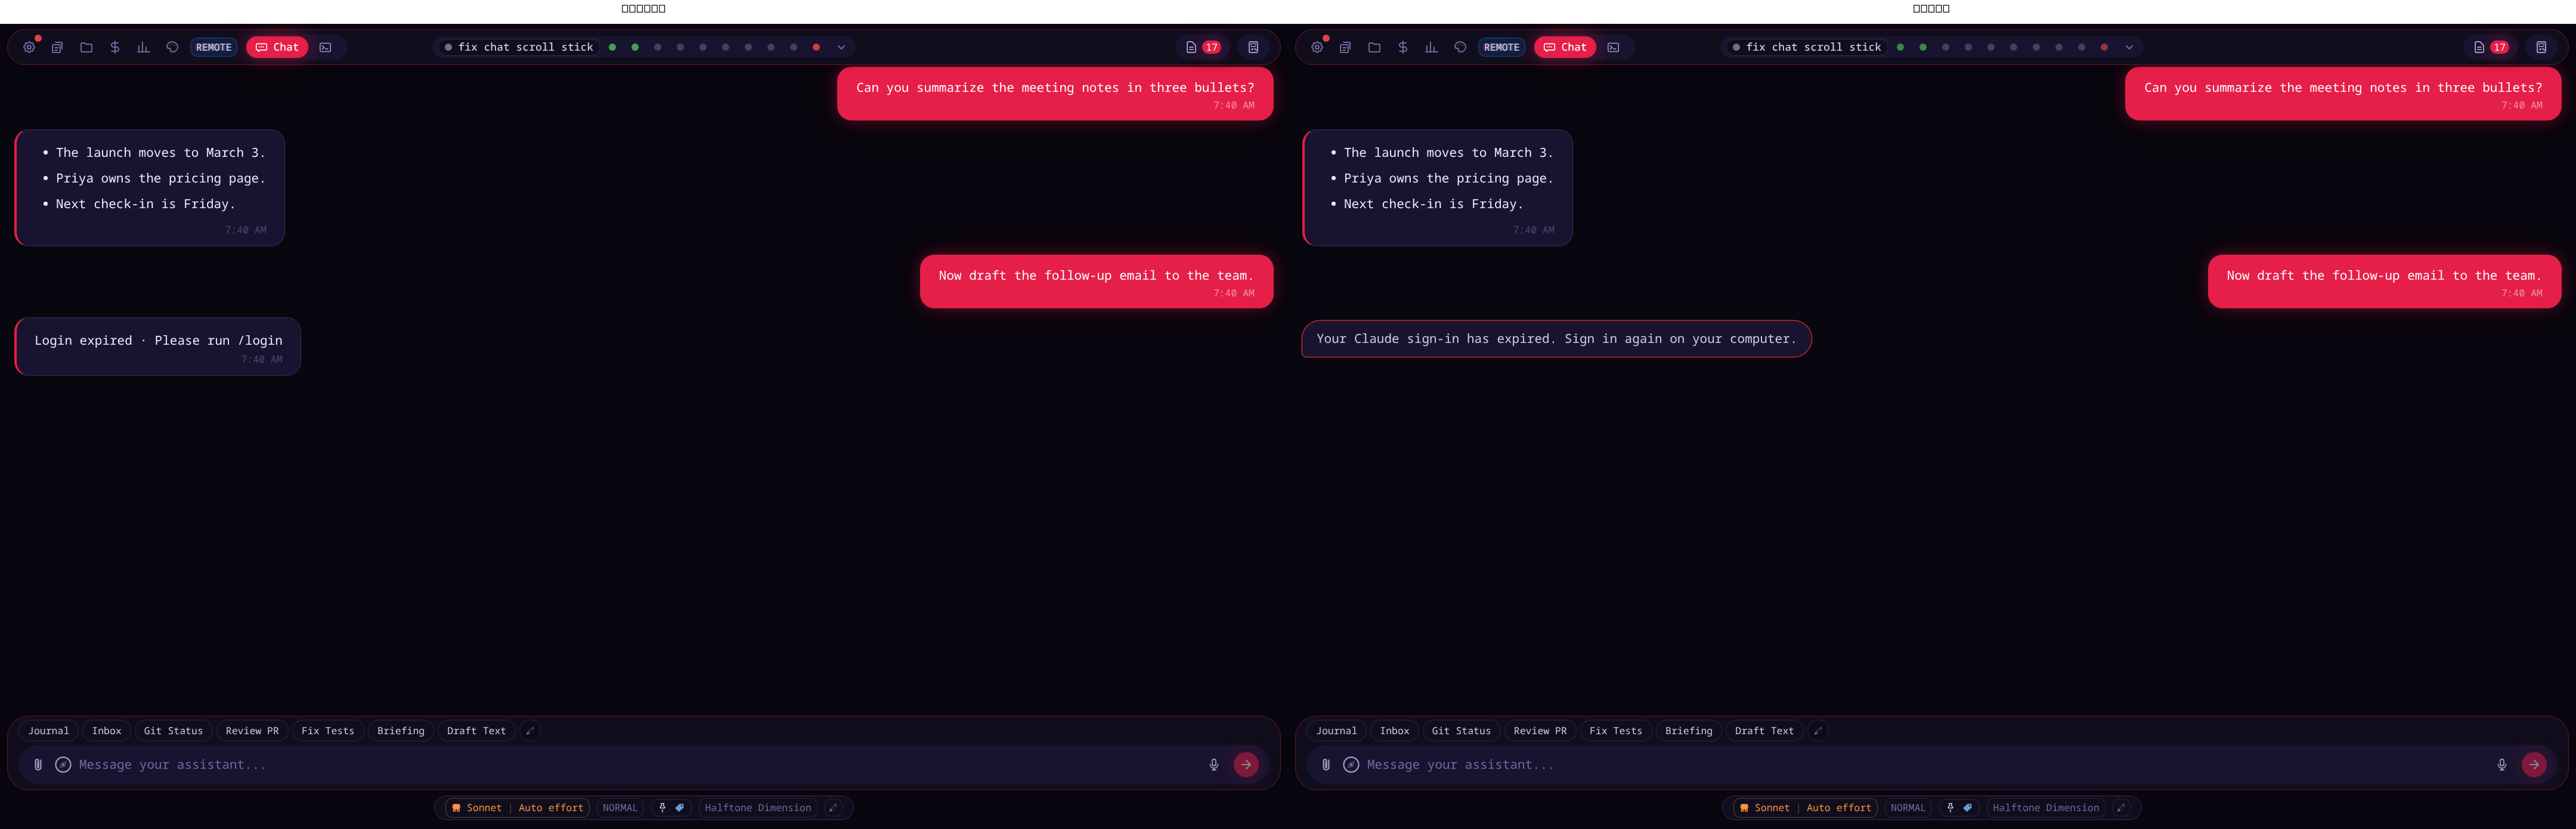 REMOTE
Chat
fix chat scroll stick
17
Can you summarize the meeting notes in three bullets?
7:40 AM
• The launch moves to March 3.
• Priya owns the pricing page.
• Next check-in is Friday.
7:40 AM
Now draft the follow-up email to the team.
7:40 AM
Login expired · Please run /login
7:40 AM
Journal
Inbox
Git Status
Review PR
Fix Tests
Briefing
Draft Text
Message your assistant...
Sonnet | Auto effort
NORMAL
Halftone Dimension
REMOTE
Chat
fix chat scroll stick
17
Can you summarize the meeting notes in three bullets?
7:40 AM
• The launch moves to March 3.
• Priya owns the pricing page.
• Next check-in is Friday.
7:40 AM
Now draft the follow-up email to the team.
7:40 AM
Your Claude sign-in has expired. Sign in again on your computer.
Journal
Inbox
Git Status
Review PR
Fix Tests
Briefing
Draft Text
Message your assistant...
Sonnet | Auto effort
NORMAL
Halftone Dimension